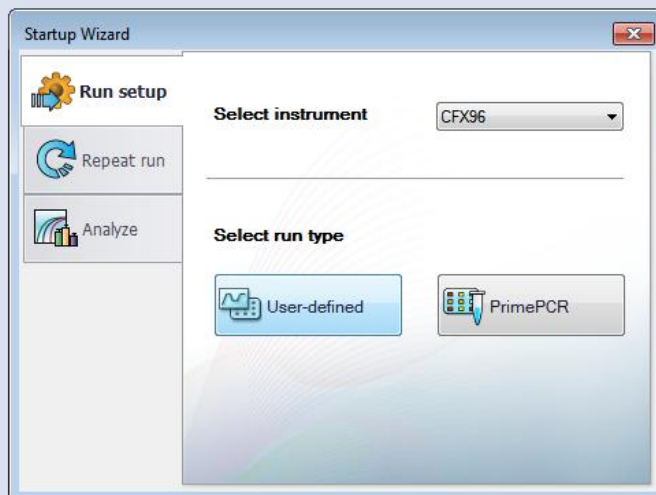 Startup Wizard
Run setup
Repeat run
Analyze
Select instrument
CFX96
Select run type
User-defined
PrimePCR